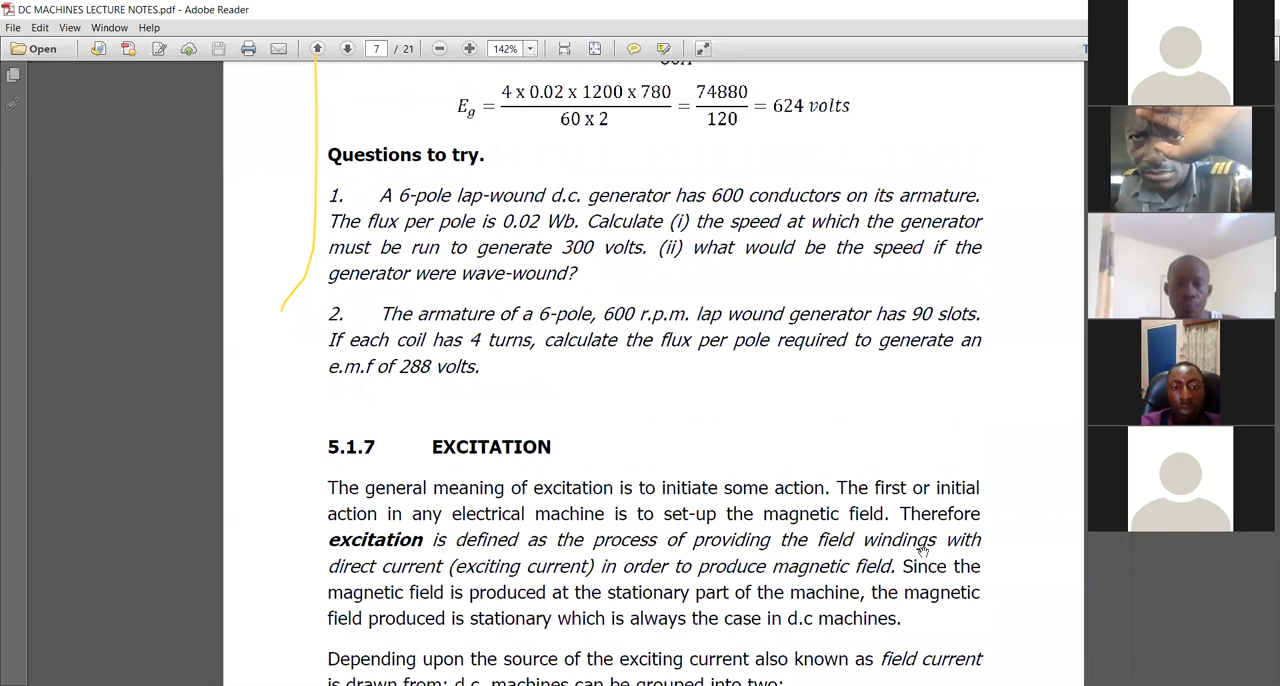 DC MACHINES LECTURE NOTES.pdf - Adobe Reader
File Edit View Window Help
Open 7 / 21 142%
E_g = (4 x 0.02 x 1200 x 780) / (60 x 2) = 74880 / 120 = 624 volts
Questions to try.
1. A 6-pole lap-wound d.c. generator has 600 conductors on its armature.
The flux per pole is 0.02 Wb. Calculate (i) the speed at which the generator
must be run to generate 300 volts. (ii) what would be the speed if the
generator were wave-wound?
2. The armature of a 6-pole, 600 r.p.m. lap wound generator has 90 slots.
If each coil has 4 turns, calculate the flux per pole required to generate an
e.m.f of 288 volts.
5.1.7 EXCITATION
The general meaning of excitation is to initiate some action. The first or initial
action in any electrical machine is to set-up the magnetic field. Therefore
excitation is defined as the process of providing the field windings with
direct current (exciting current) in order to produce magnetic field. Since the
magnetic field is produced at the stationary part of the machine, the magnetic
field produced is stationary which is always the case in d.c machines.
Depending upon the source of the exciting current also known as field current
is drawn from; d.c. machines can be grouped into two: